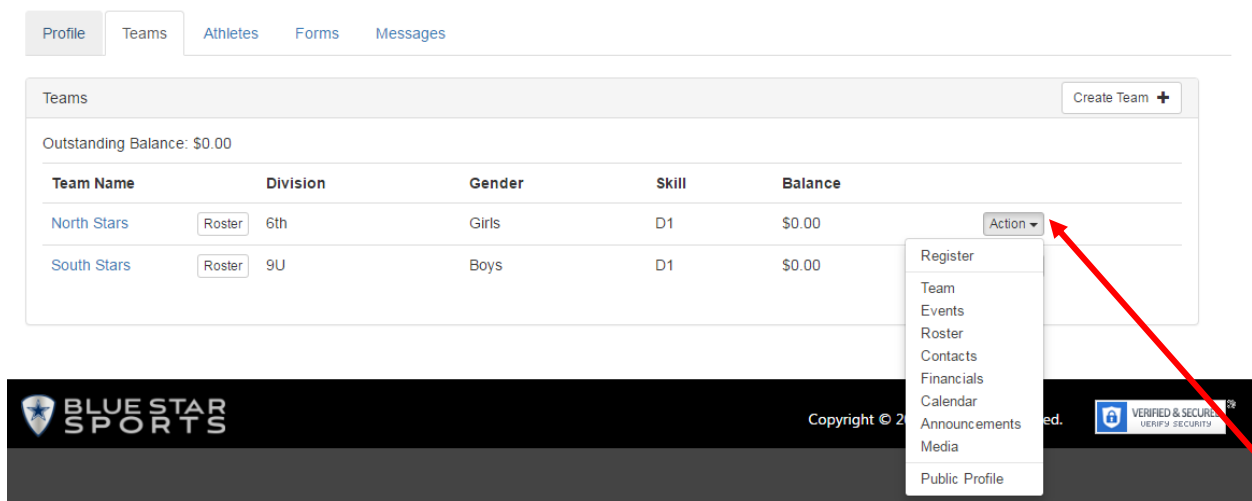 Profile Teams Athletes Forms Messages
Teams Create Team
Outstanding Balance: $0.00
Team Name Division Gender Skill Balance
North Stars Roster 6th Girls D1 $0.00 Action
South Stars Roster 9U Boys D1 $0.00
Register
Team
Events
Roster
Contacts
Financials
Calendar
Announcements
Media
Public Profile
BLUE STAR
SPORTS
Copyright © 2 ed.
VERIFIED & SECURED
VERIFY SECURITY